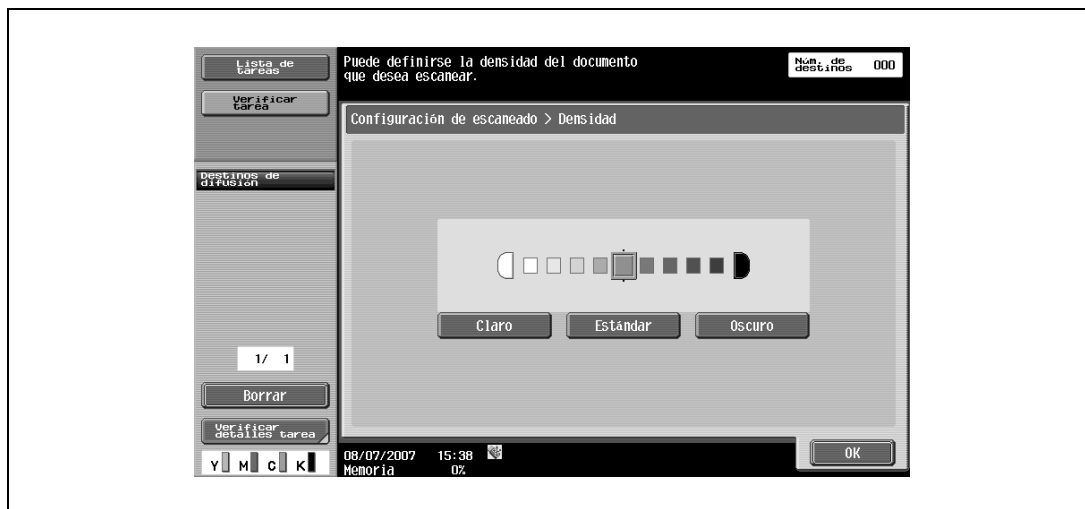 Lista de
tareas
Verificar
tarea
Destinos de
difusión
1/ 1
Borrar
Verificar
detalles tarea
Y M C K
Puede definirse la densidad del documento
que desea escanear.
Núm. de
destinos 000
Configuración de escaneado > Densidad
Claro Estándar Oscuro
08/07/2007 15:38
Memoria 0%
OK